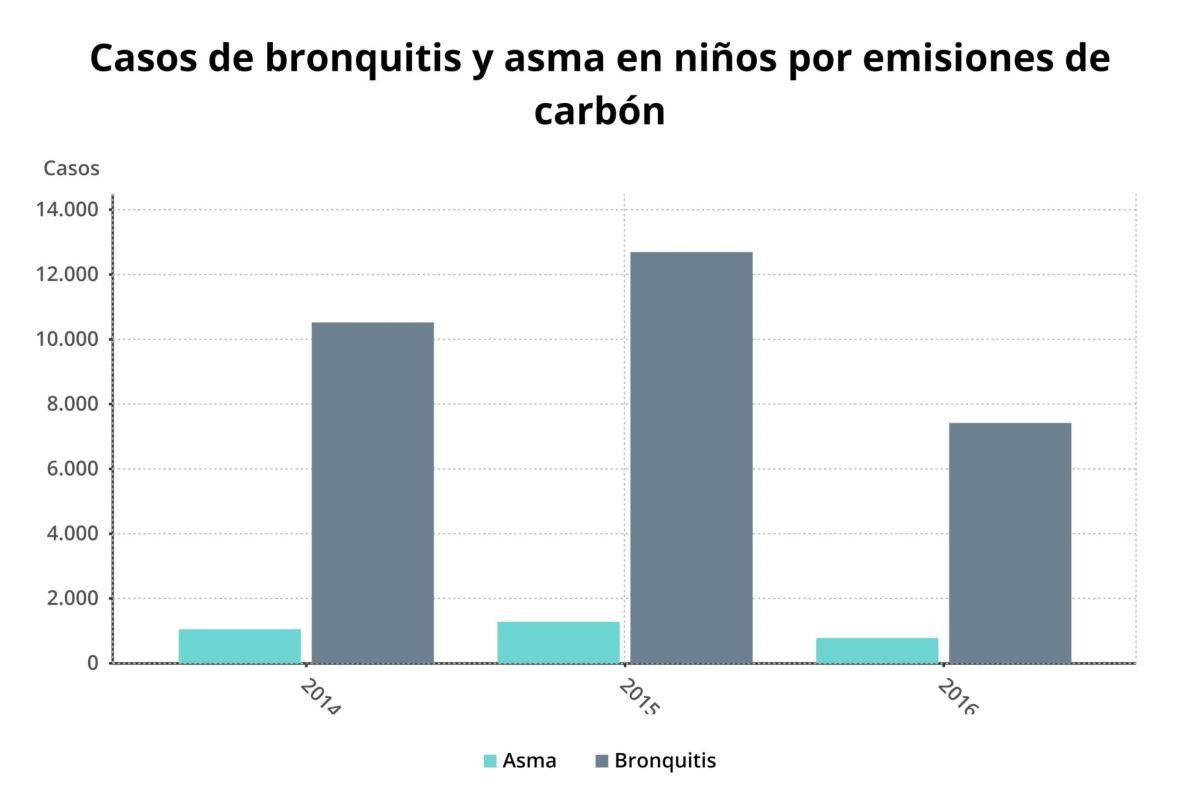 Casos de bronquitis y asma en niños por emisiones de
carbón
Casos
14.000
12.000
10.000
8.000
6.000
4.000
2.000
0
2014
2015
2016
Asma
Bronquitis